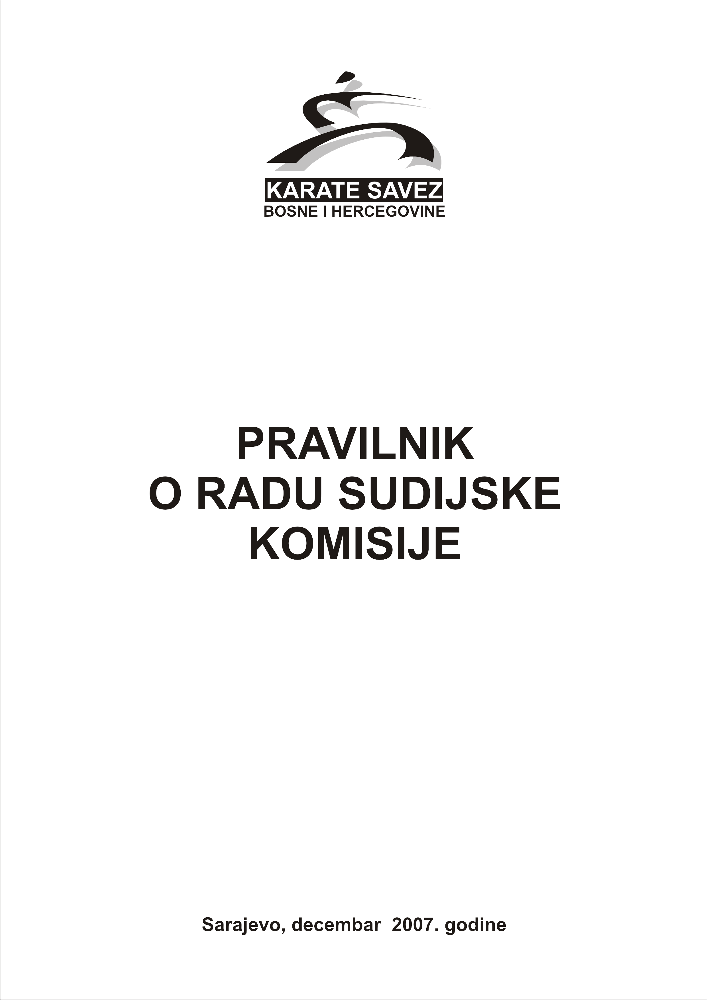 KARATE SAVEZ
BOSNE I HERCEGOVINE
PRAVILNIK
O RADU SUDIJSKE
KOMISIJE
Sarajevo, decembar 2007. godine